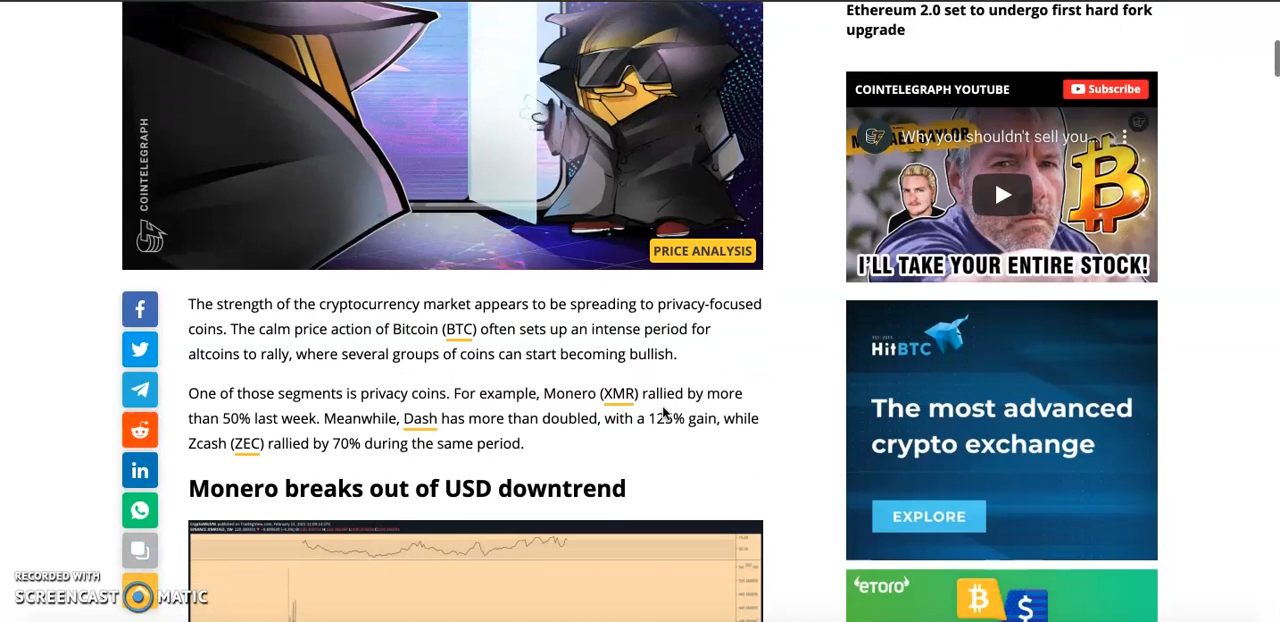 COINTELEGRAPH
PRICE ANALYSIS
The strength of the cryptocurrency market appears to be spreading to privacy-focused
coins. The calm price action of Bitcoin (BTC) often sets up an intense period for
altcoins to rally, where several groups of coins can start becoming bullish.
One of those segments is privacy coins. For example, Monero (XMR) rallied by more
than 50% last week. Meanwhile, Dash has more than doubled, with a 125% gain, while
Zcash (ZEC) rallied by 70% during the same period.
Monero breaks out of USD downtrend
RECORDED WITH
SCREENCAST MATIC
Ethereum 2.0 set to undergo first hard fork
upgrade
COINTELEGRAPH YOUTUBE
Subscribe
Why you shouldn't sell you...
I'LL TAKE YOUR ENTIRE STOCK!
HitBTC
The most advanced
crypto exchange
EXPLORE
eToro